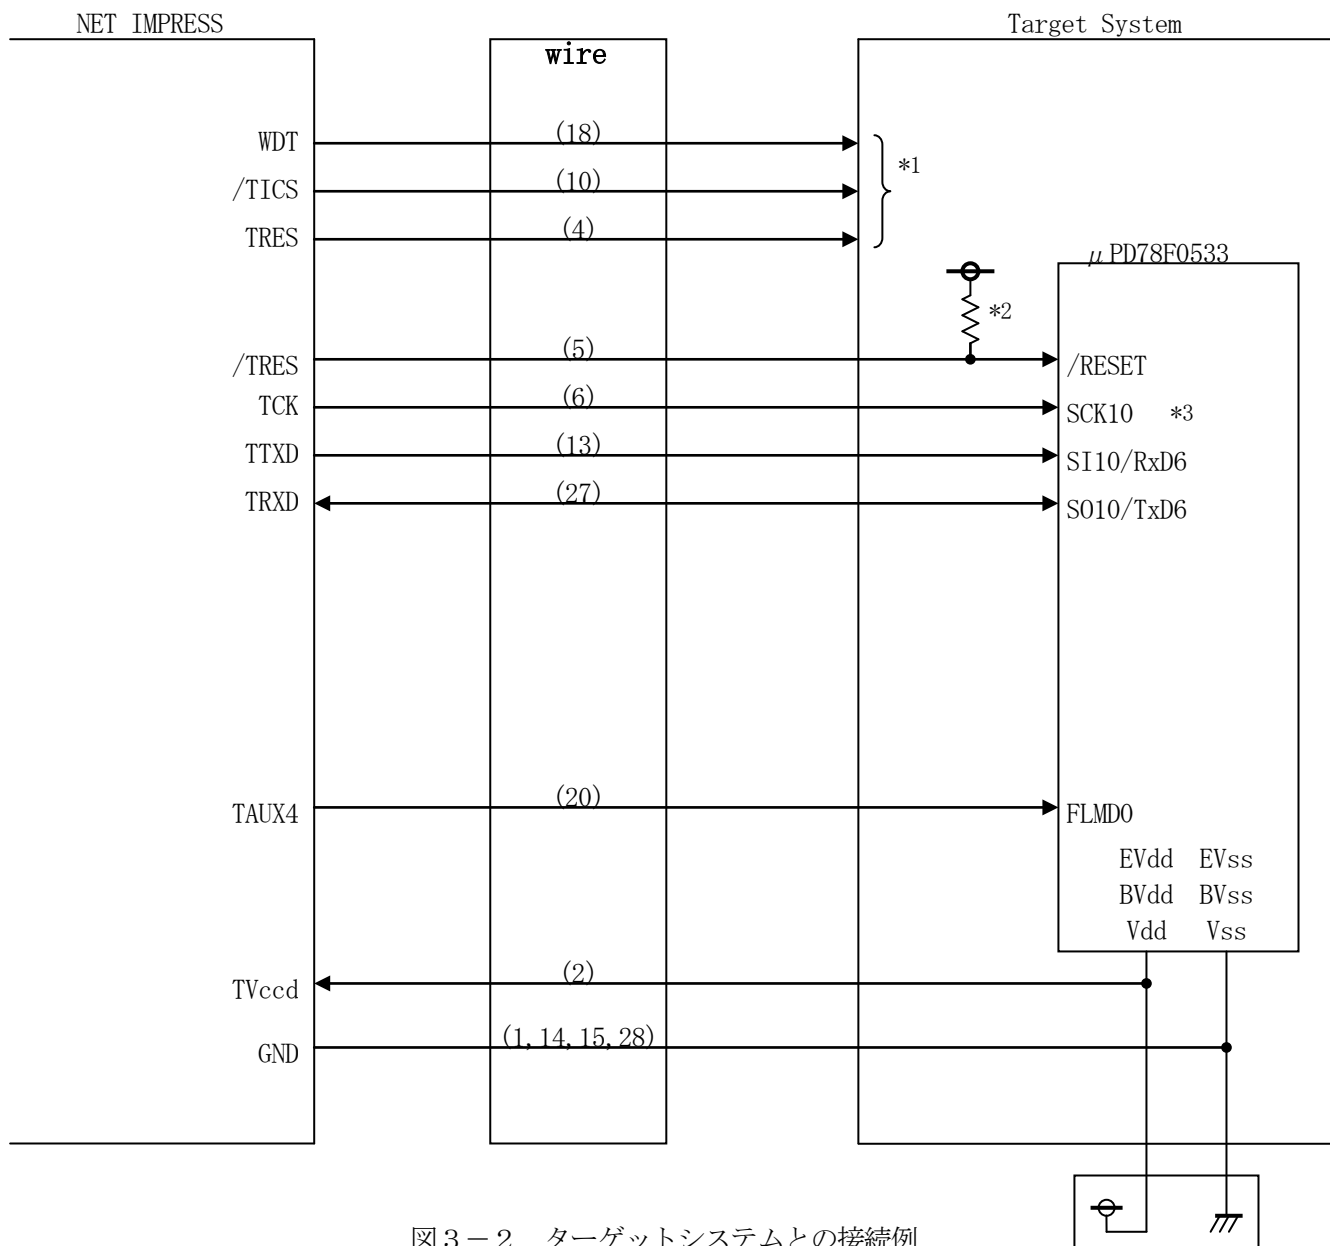 NET IMPRESS
Target System
wire
WDT (18)
*1
/TICS (10)
TRES (4)
μPD78F0533
*2
/TRES (5) /RESET
TCK (6) SCK10 *3
TTXD (13) SI10/RxD6
TRXD (27) SO10/TxD6
TAUX4 (20) FLMD0
EVdd EVss
BVdd BVss
Vdd Vss
TVccd (2)
GND (1,14,15,28)
図3-2 ターゲットシステムとの接続例